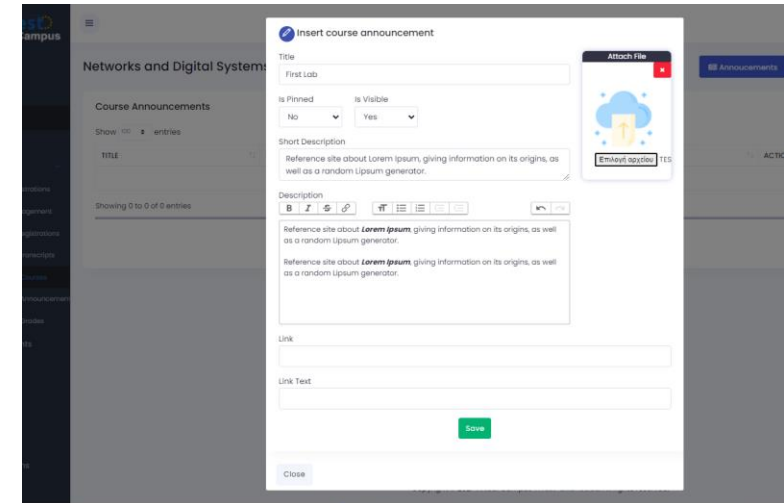 Campus
Insert course announcement
Title
First Lab
Attach File
Is Pinned
Is Visible
No
Yes
Επιλογή αρχείου TES
Short Description
Reference site about Lorem Ipsum, giving information on its origins, as
well as a random Lipsum generator.
Description
Reference site about Lorem Ipsum, giving information on its origins, as well
as a random Lipsum generator.
Reference site about Lorem Ipsum, giving information on its origins, as well
as a random Lipsum generator.
Link
Link Text
Save
Close
Networks and Digital Systems
Announcements
Course Announcements
Show 100 entries
TITLE
ACTIO
Showing 0 to 0 of 0 entries
Courses